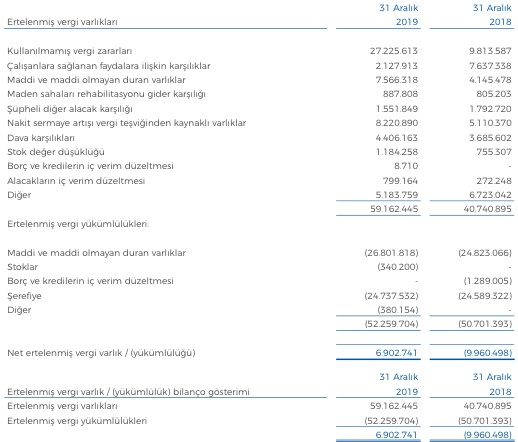 31 Aralık 31 Aralık
Ertelenmiş vergi varlıkları 2019 2018
Kullanılmamış vergi zararları 27.225.613 9.813.587
Çalışanlara sağlanan faydalara ilişkin karşılıklar 2.127.913 7.637.338
Maddi ve maddi olmayan duran varlıklar 7.566.318 4.145.478
Maden sahaları rehabilitasyonu gider karşılığı 887.808 805.203
Şüpheli diğer alacak karşılığı 1.551.849 1.792.720
Nakit sermaye artışı vergi teşviğinden kaynaklı varlıklar 8.220.890 5.110.370
Dava karşılıkları 4.406.163 3.685.602
Stok değer düşüklüğü 1.184.258 755.307
Borç ve kredilerin iç verim düzeltmesi 8.710 -
Alacakların iç verim düzeltmesi 799.164 272.248
Diğer 5.183.759 6.723.042
59.162.445 40.740.895
Ertelenmiş vergi yükümlülükleri:
Maddi ve maddi olmayan duran varlıklar (26.801.818) (24.823.066)
Stoklar (340.200) -
Borç ve kredilerin iç verim düzeltmesi - (1.289.005)
Şerefiye (24.737.532) (24.589.322)
Diğer (380.154) -
(52.259.704) (50.701.393)
Net ertelenmiş vergi varlık / (yükümlülüğü) 6.902.741 (9.960.498)
31 Aralık 31 Aralık
Ertelenmiş vergi varlık / (yükümlülük) bilanço gösterimi 2019 2018
Ertelenmiş vergi varlıkları 59.162.445 40.740.895
Ertelenmiş vergi yükümlülükleri (52.259.704) (50.701.393)
6.902.741 (9.960.498)